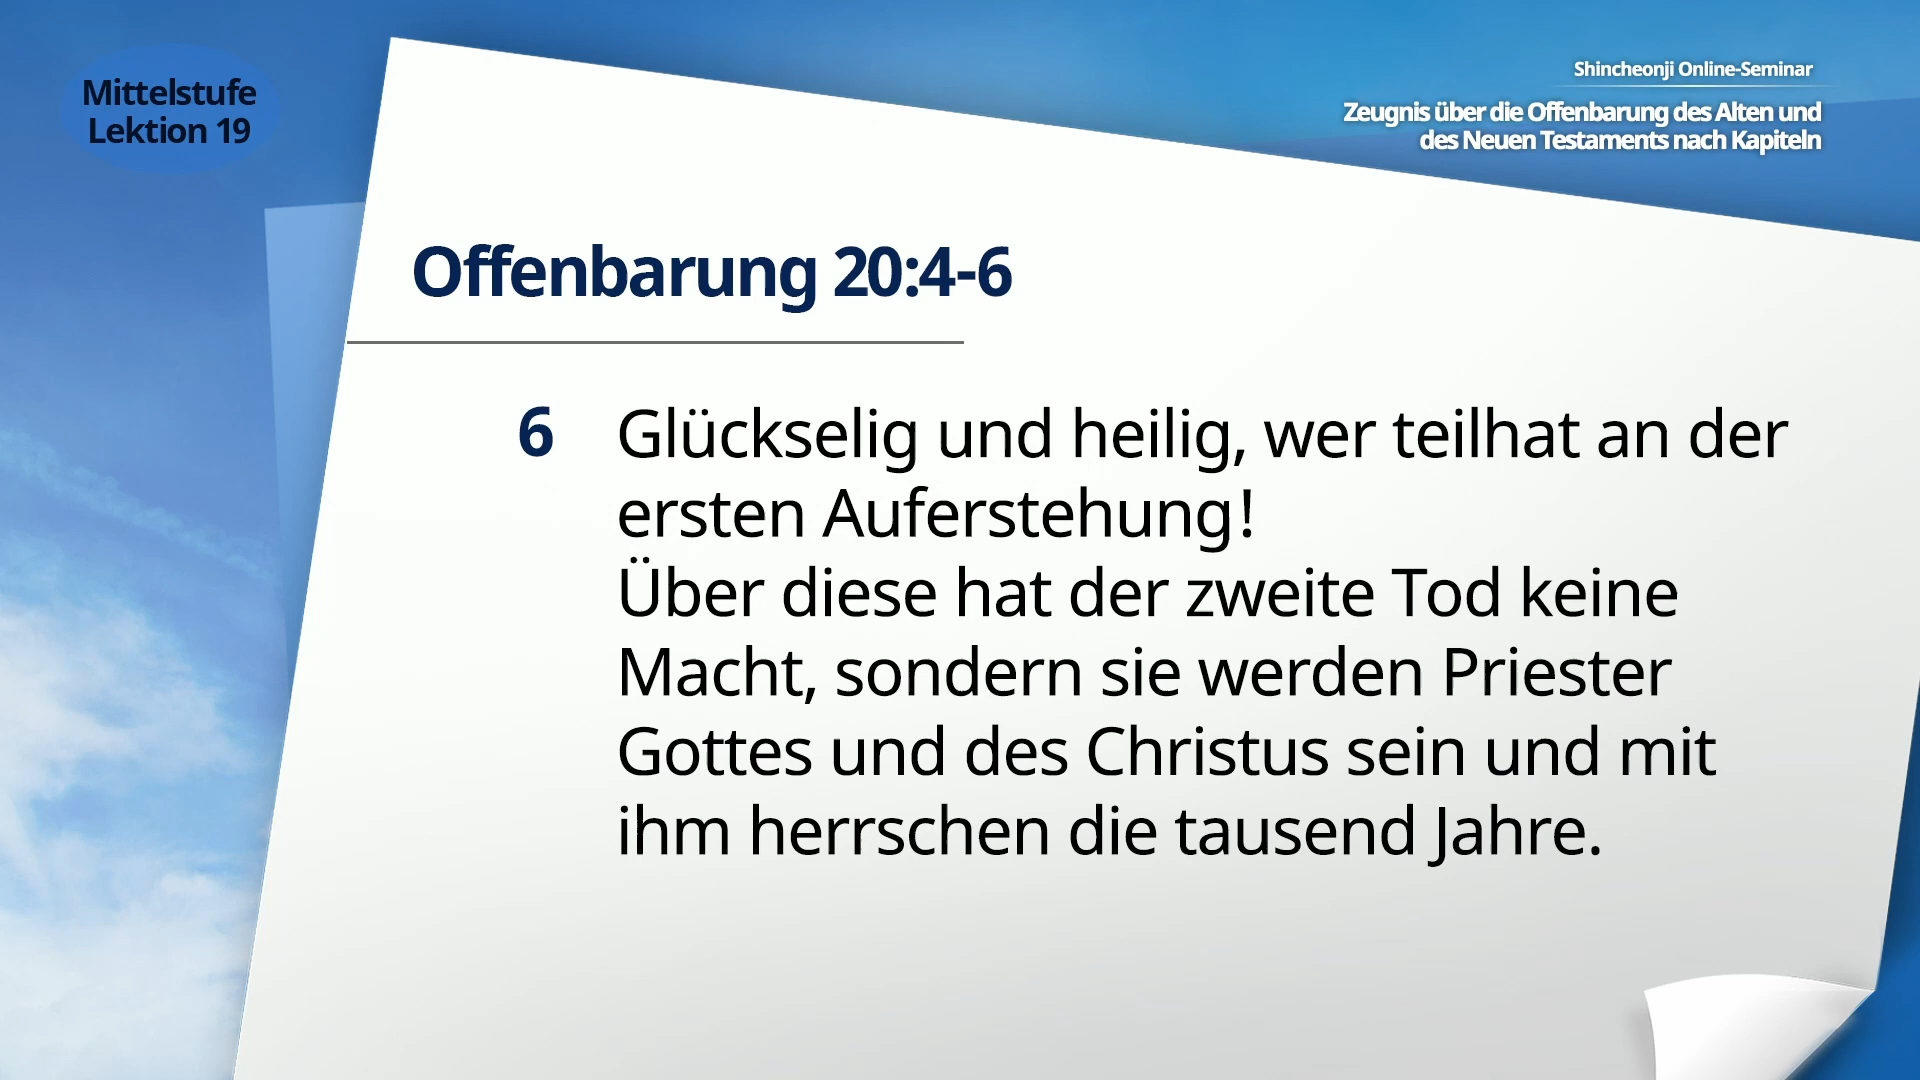 Mittelstufe
Lektion 19
Shincheonji Online-Seminar
Zeugnis über die Offenbarung des Alten und
des Neuen Testaments nach Kapiteln
Offenbarung 20:4-6
6 Glückselig und heilig, wer teilhat an der
ersten Auferstehung!
Über diese hat der zweite Tod keine
Macht, sondern sie werden Priester
Gottes und des Christus sein und mit
ihm herrschen die tausend Jahre.